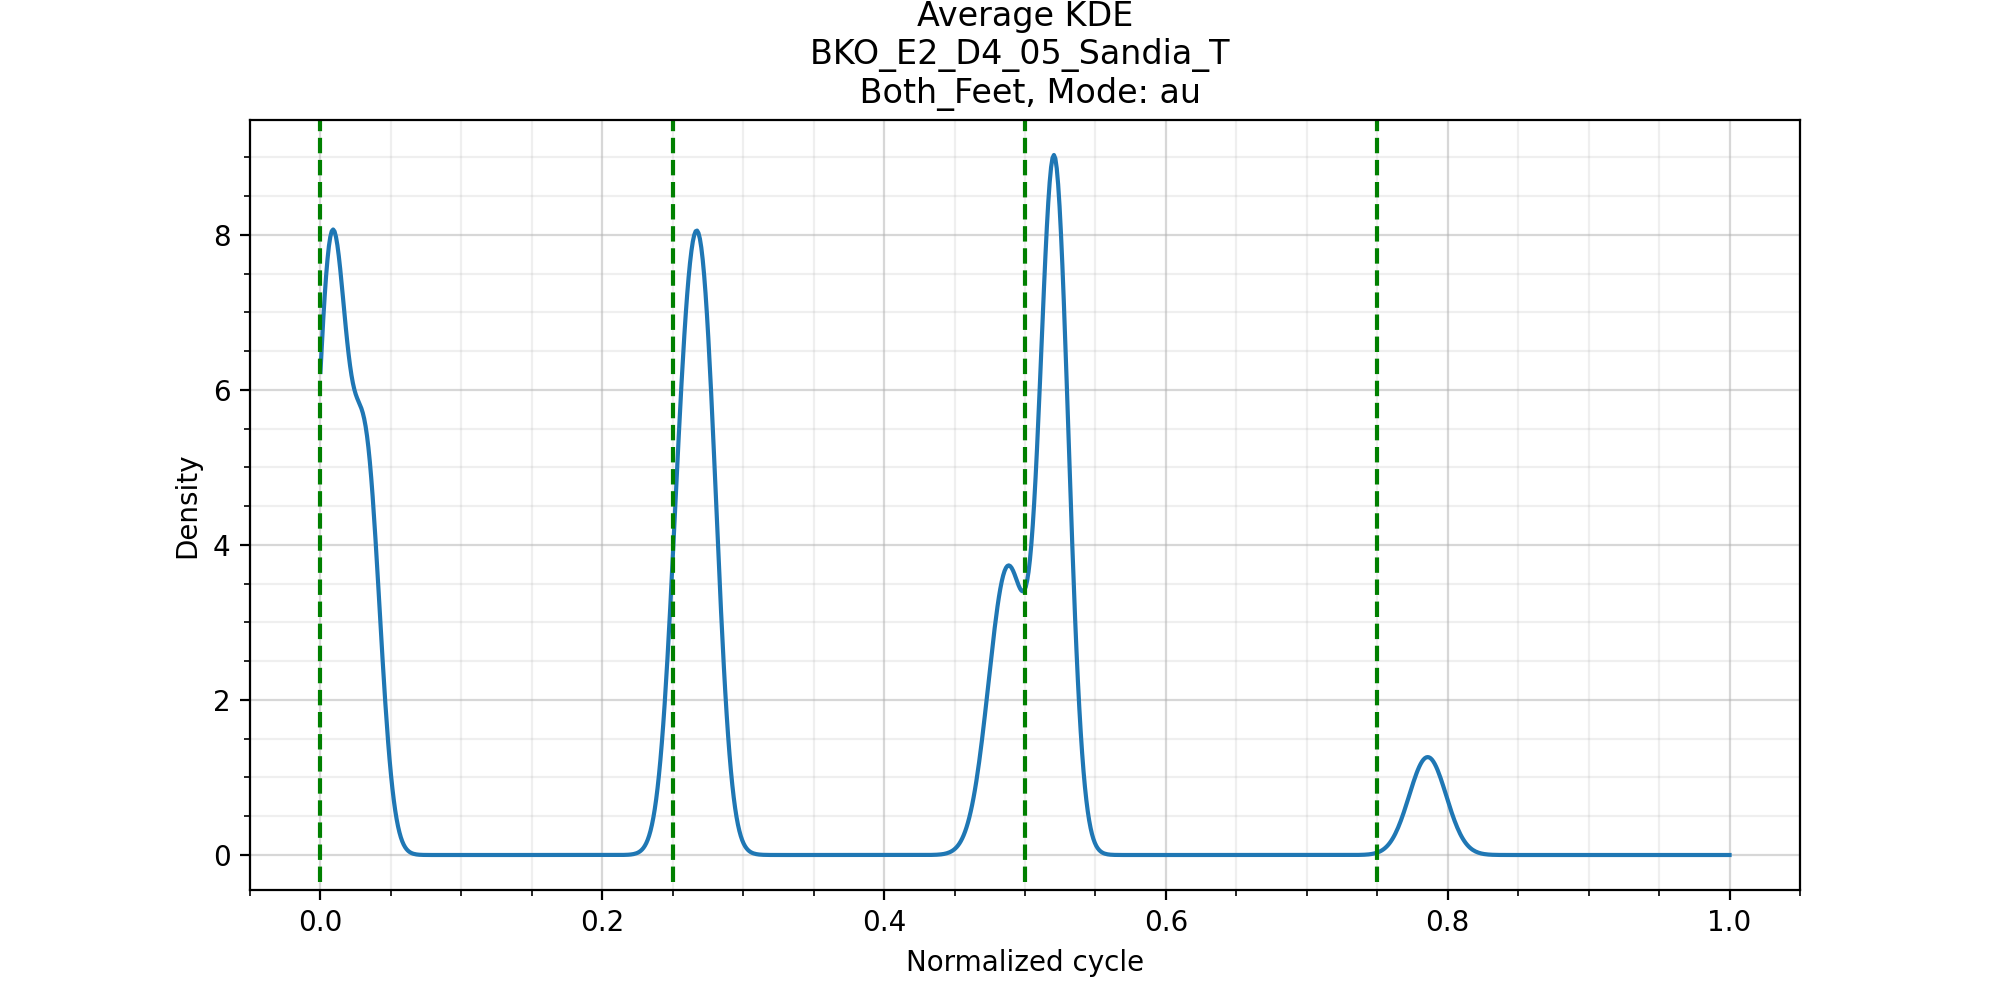 Average KDE
BKO_E2_D4_05_Sandia_T
Both_Feet, Mode: au
Density
8
6
4
2
0
0.0 0.2 0.4 0.6 0.8 1.0
Normalized cycle